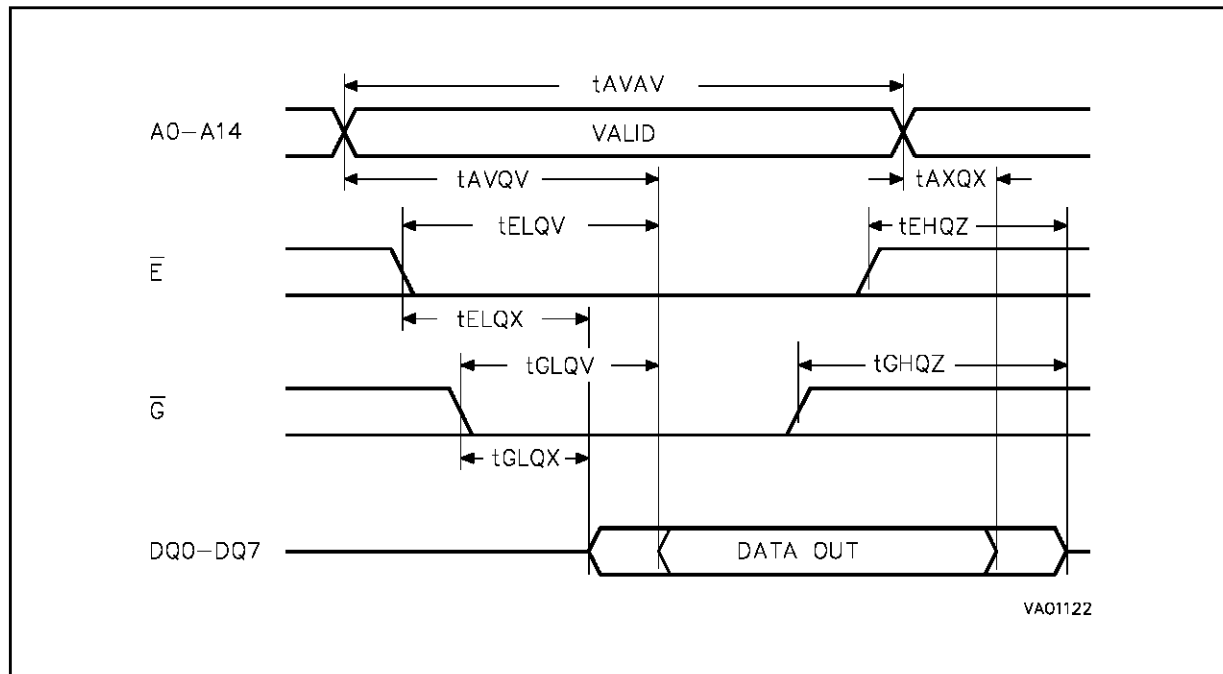 tAVAV
A0-A14
VALID
tAVQV
tAXQX
tELQV
tEHQZ
E̅
tELQX
tGLQV
tGHQZ
G̅
tGLQX
DQ0-DQ7
DATA OUT
VA01122